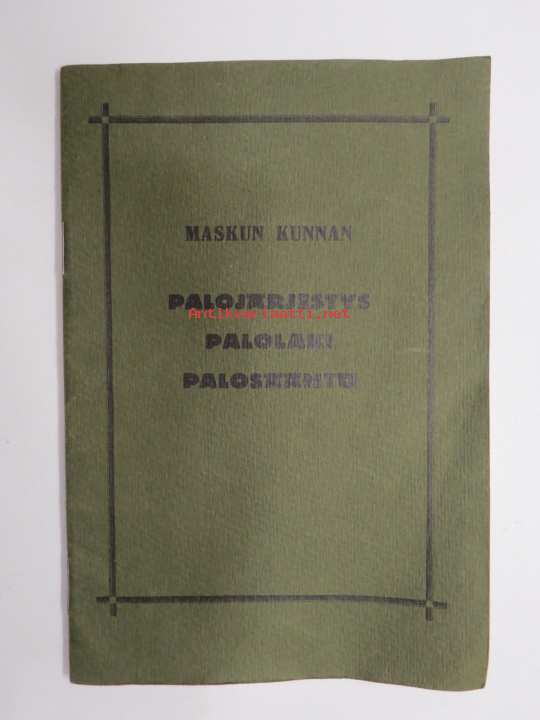 MASKUN KUNNAN
PALOJÄRJESTYS
Antikvariaatti.net
PALOLAKI
PALOSÄÄNTÖ